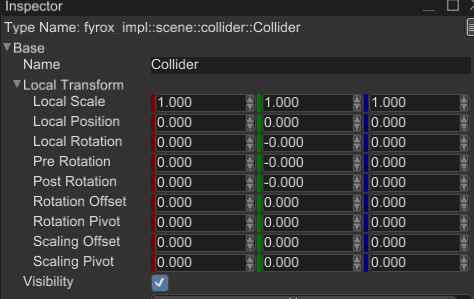 Inspector
Type Name: fyrox_impl::scene::collider::Collider
Base
Name Collider
Local Transform
Local Scale 1.000 1.000 1.000
Local Position 0.000 0.000 0.000
Local Rotation 0.000 -0.000 0.000
Pre Rotation 0.000 -0.000 0.000
Post Rotation 0.000 -0.000 0.000
Rotation Offset 0.000 0.000 0.000
Rotation Pivot 0.000 0.000 0.000
Scaling Offset 0.000 0.000 0.000
Scaling Pivot 0.000 0.000 0.000
Visibility